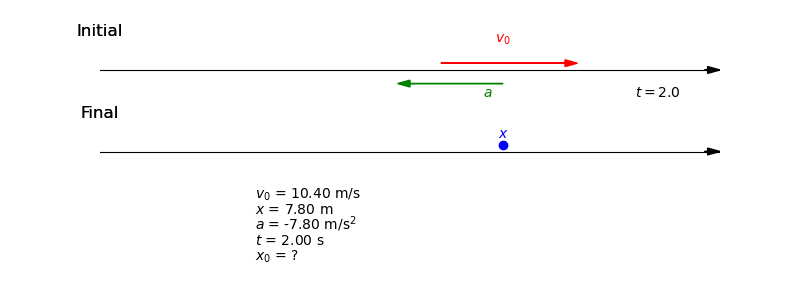 Initial
v₀
a
t = 2.0
Final
x
v₀ = 10.40 m/s
x = 7.80 m
a = -7.80 m/s²
t = 2.00 s
x₀ = ?